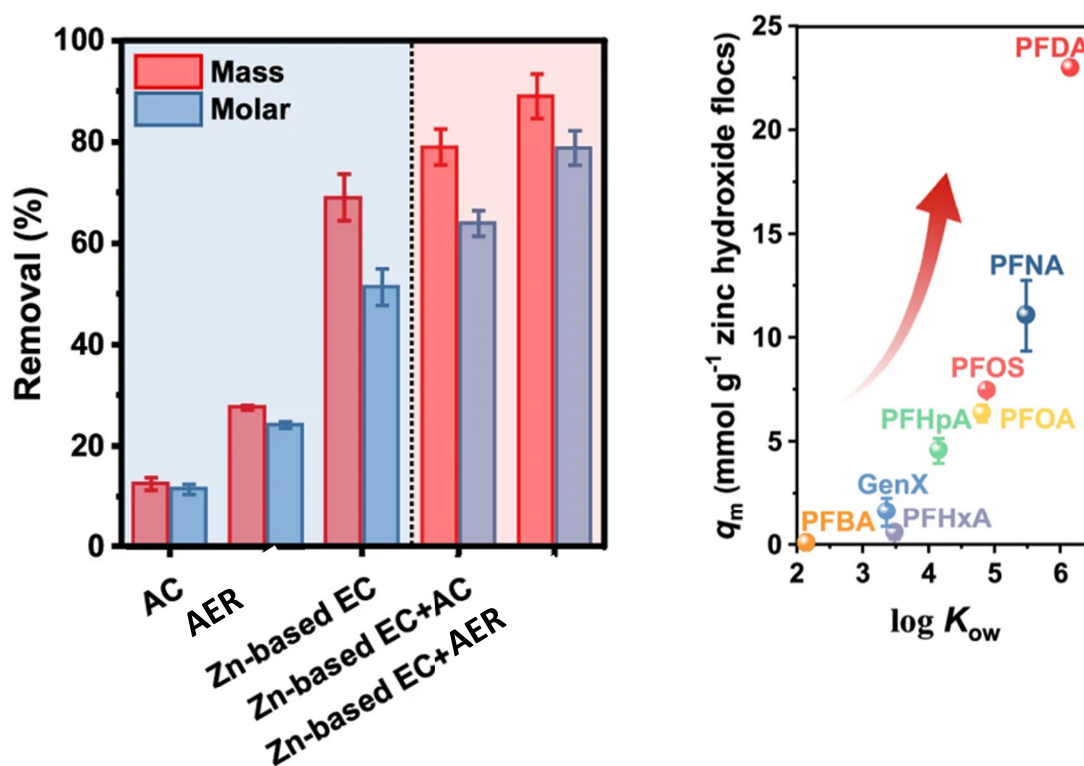 100
80
60
40
20
0
Removal (%)
Mass
Molar
AC
AER
Zn-based EC
Zn-based EC+AC
Zn-based EC+AER
25
20
15
10
5
0
qm (mmol g-1 zinc hydroxide flocs)
PFDA
PFNA
PFOS
PFHpA
PFOA
GenX
PFBA
PFHxA
2 3 4 5 6
log Kow